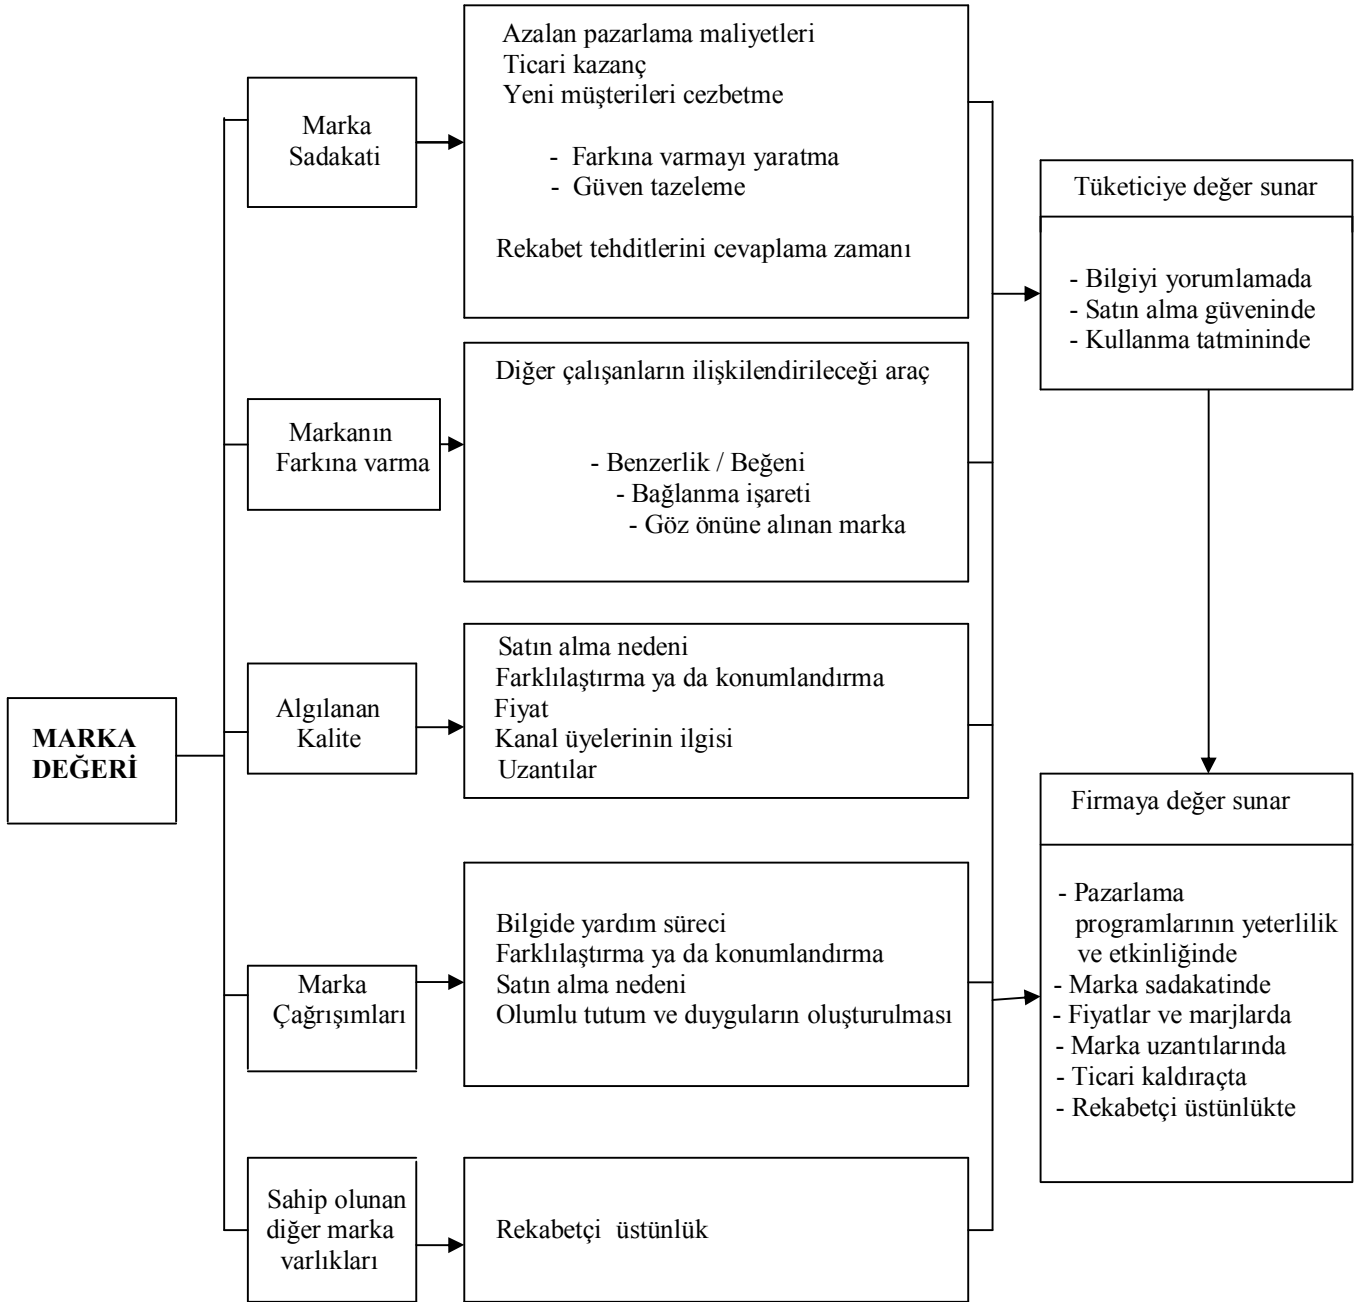 MARKA
DEĞERİ
Marka
Sadakati
Azalan pazarlama maliyetleri
Ticari kazanç
Yeni müşterileri cezbetme
- Farkına varmayı yaratma
- Güven tazeleme
Rekabet tehditlerini cevaplama zamanı
Markanın
Farkına varma
Diğer çalışanların ilişkilendirileceği araç
- Benzerlik / Beğeni
- Bağlanma işareti
- Göz önüne alınan marka
Algılanan
Kalite
Satın alma nedeni
Farklılaştırma ya da konumlandırma
Fiyat
Kanal üyelerinin ilgisi
Uzantılar
Marka
Çağrışımları
Bilgide yardım süreci
Farklılaştırma ya da konumlandırma
Satın alma nedeni
Olumlu tutum ve duyguların oluşturulması
Sahip olunan
diğer marka
varlıkları
Rekabetçi üstünlük
Tüketiciye değer sunar
- Bilgiyi yorumlamada
- Satın alma güveninde
- Kullanma tatmininde
Firmaya değer sunar
- Pazarlama
programlarının yeterlilik
ve etkinliğinde
- Marka sadakatinde
- Fiyatlar ve marjlarda
- Marka uzantılarında
- Ticari kaldıraçta
- Rekabetçi üstünlükte